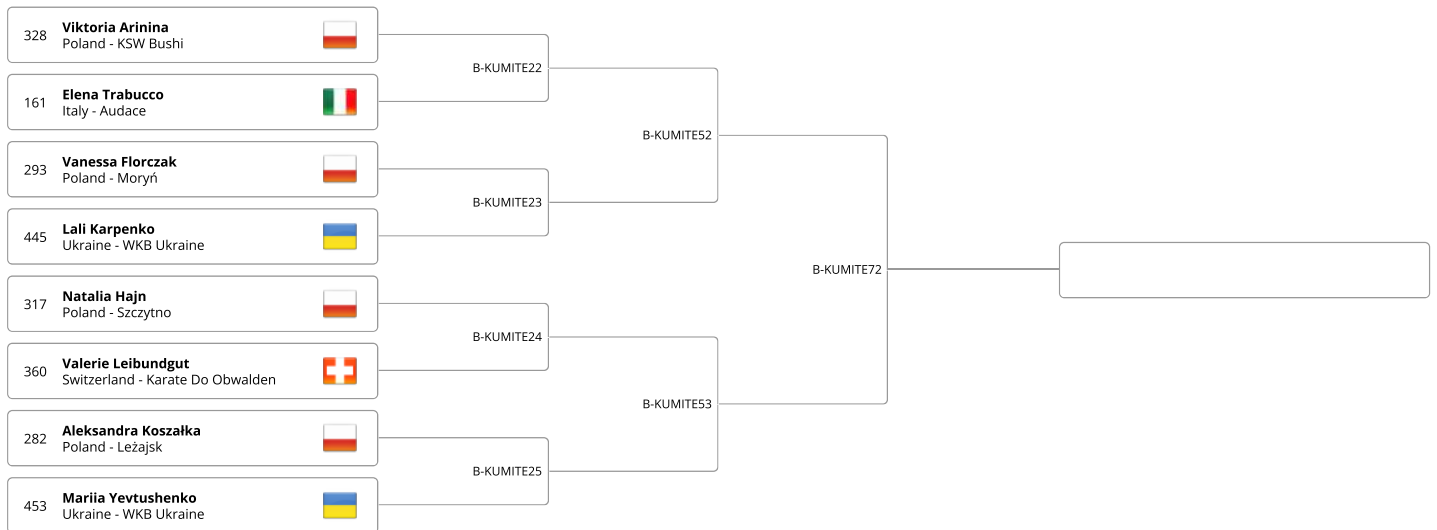 328
Viktoria Arinina
Poland - KSW Bushi
B-KUMITE22
161
Elena Trabucco
Italy - Audace
B-KUMITE52
293
Vanessa Florczak
Poland - Moryń
B-KUMITE23
445
Lali Karpenko
Ukraine - WKB Ukraine
B-KUMITE72
317
Natalia Hajn
Poland - Szczytno
B-KUMITE24
360
Valerie Leibundgut
Switzerland - Karate Do Obwalden
B-KUMITE53
282
Aleksandra Koszałka
Poland - Leżajsk
B-KUMITE25
453
Mariia Yevtushenko
Ukraine - WKB Ukraine